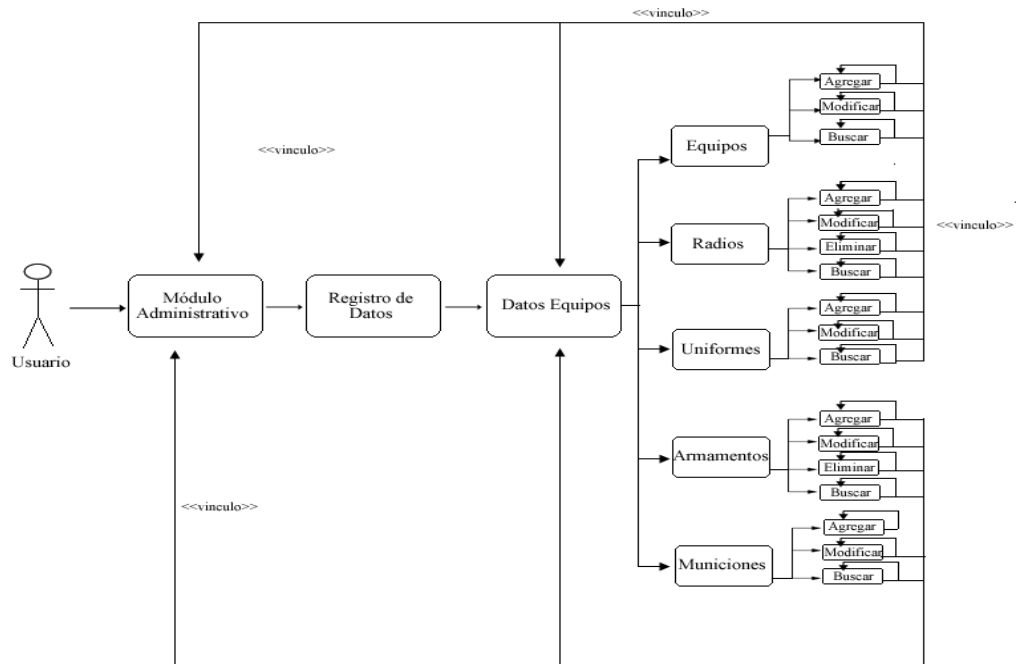 <<vinculo>>
<<vinculo>>
<<vinculo>>
<<vinculo>>
Usuario
Módulo
Administrativo
Registro de
Datos
Datos Equipos
Equipos
Agregar
Modificar
Buscar
Radios
Agregar
Modificar
Eliminar
Buscar
Uniformes
Agregar
Modificar
Buscar
Armamentos
Agregar
Modificar
Eliminar
Buscar
Municiones
Agregar
Modificar
Buscar